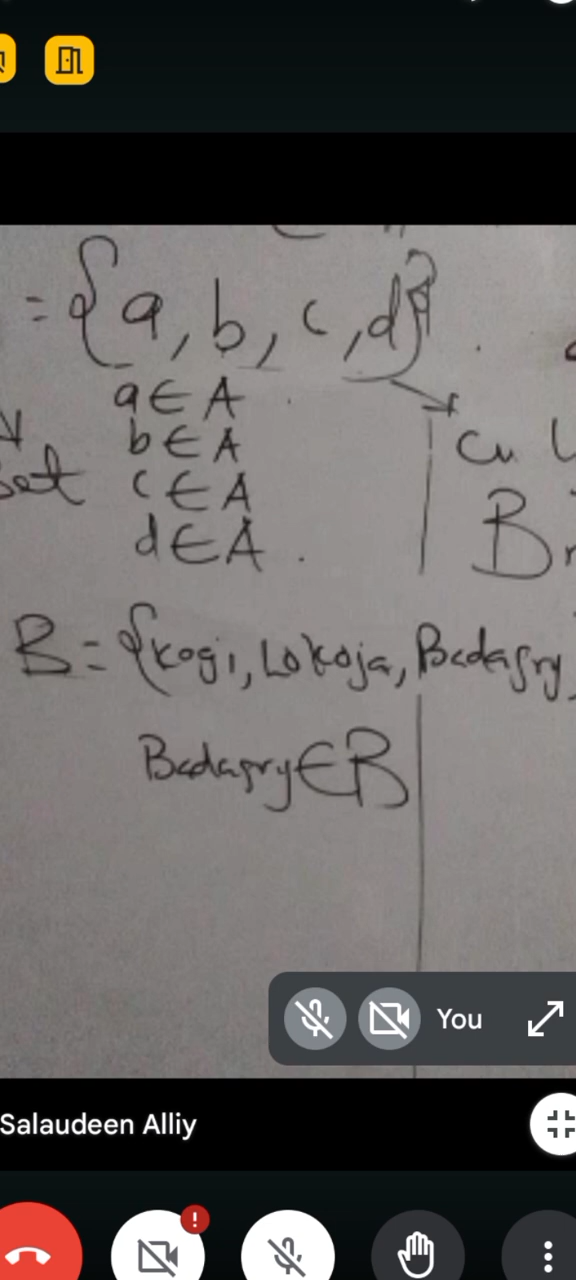 = {a, b, c, d}
a ∈ A
b ∈ A
set c ∈ A
d ∈ A.
B = {Kogi, Lokoja, Badagry,
Badagry ∈ B
You
Salaudeen Alliy
!